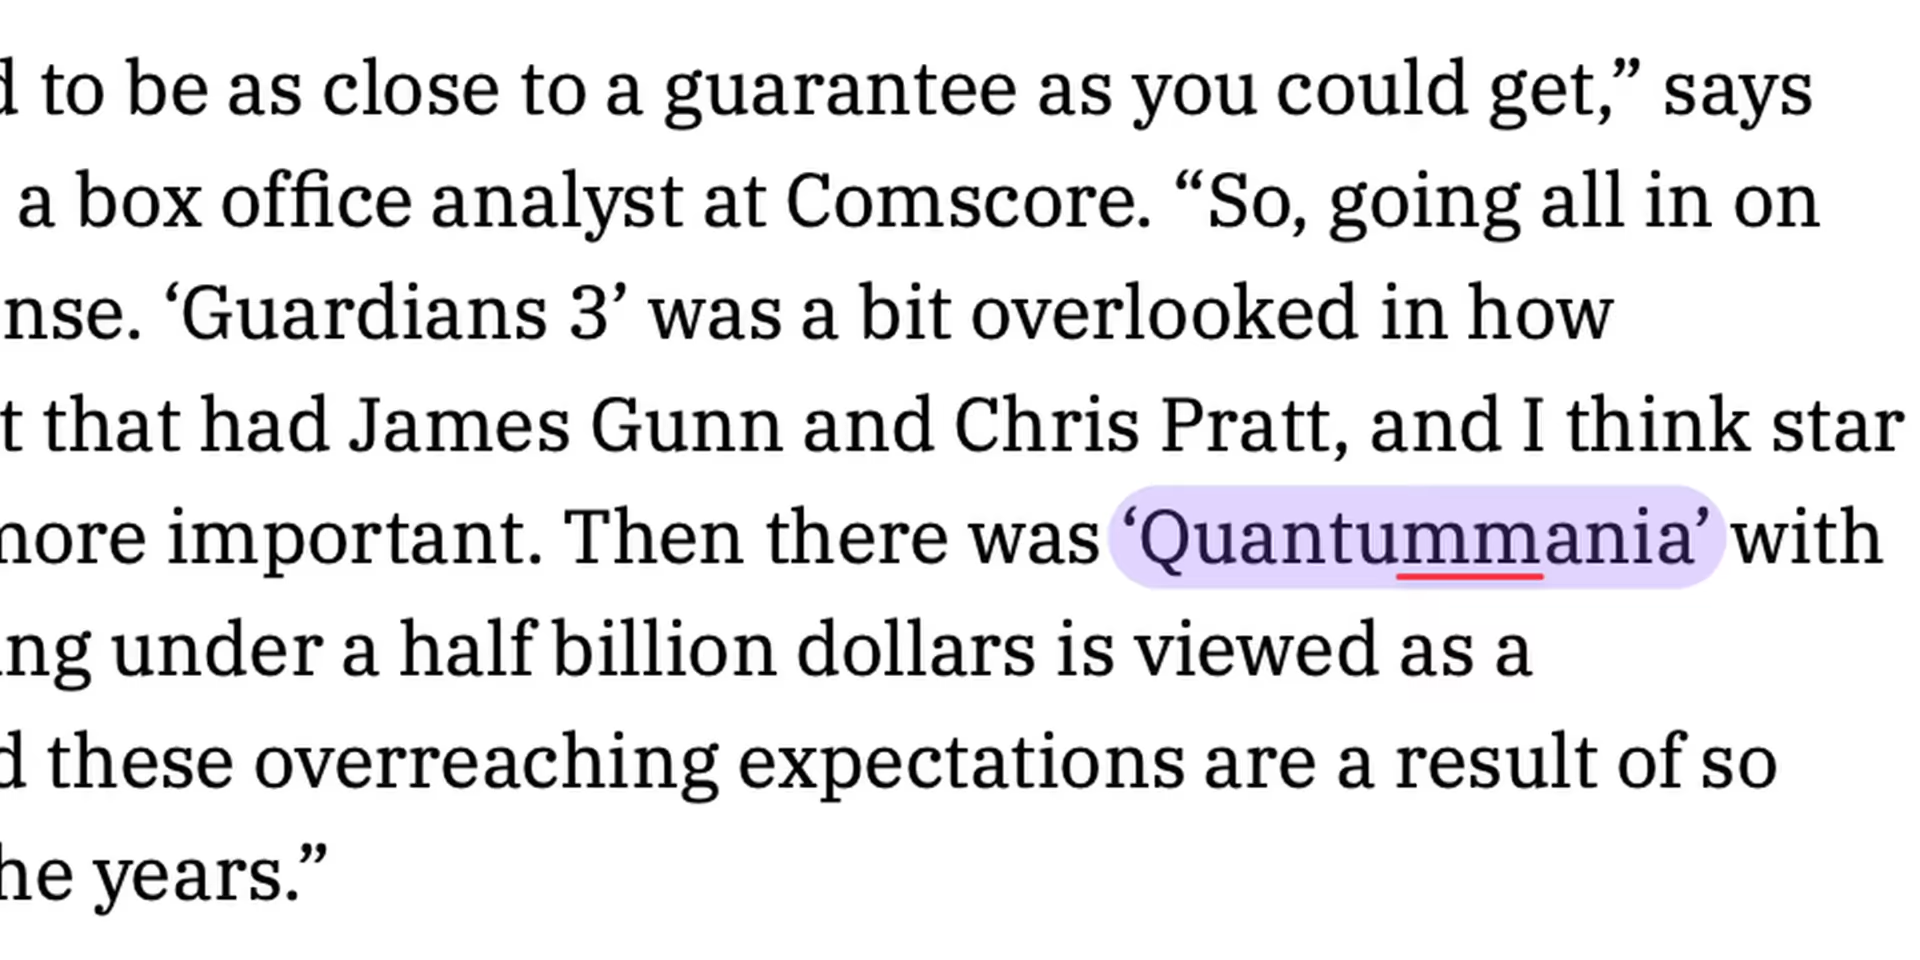 to be as close to a guarantee as you could get,” says
a box office analyst at Comscore. “So, going all in on
nse. ‘Guardians 3’ was a bit overlooked in how
t that had James Gunn and Chris Pratt, and I think star
more important. Then there was ‘Quantummania’ with
ing under a half billion dollars is viewed as a
d these overreaching expectations are a result of so
he years.”